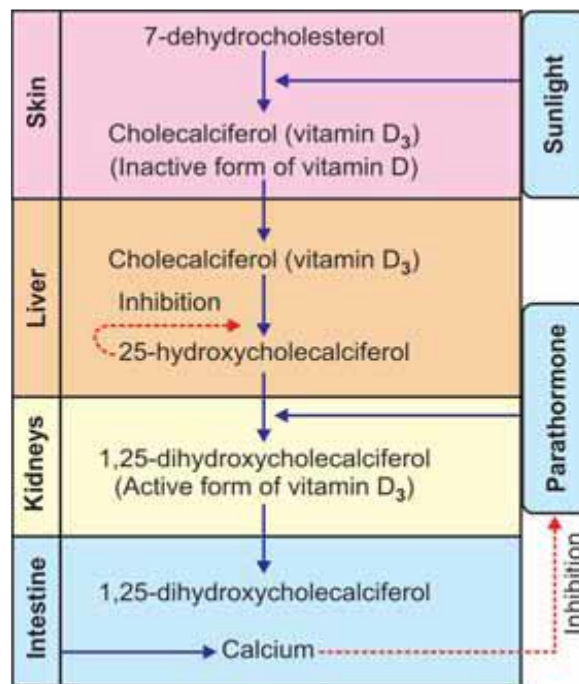 Skin
7-dehydrocholesterol
Sunlight
Cholecalciferol (vitamin D₃)
(Inactive form of vitamin D)
Liver
Cholecalciferol (vitamin D₃)
Inhibition
25-hydroxycholecalciferol
Parathormone
Kidneys
1,25-dihydroxycholecalciferol
(Active form of vitamin D₃)
Intestine
1,25-dihydroxycholecalciferol
Calcium
Inhibition